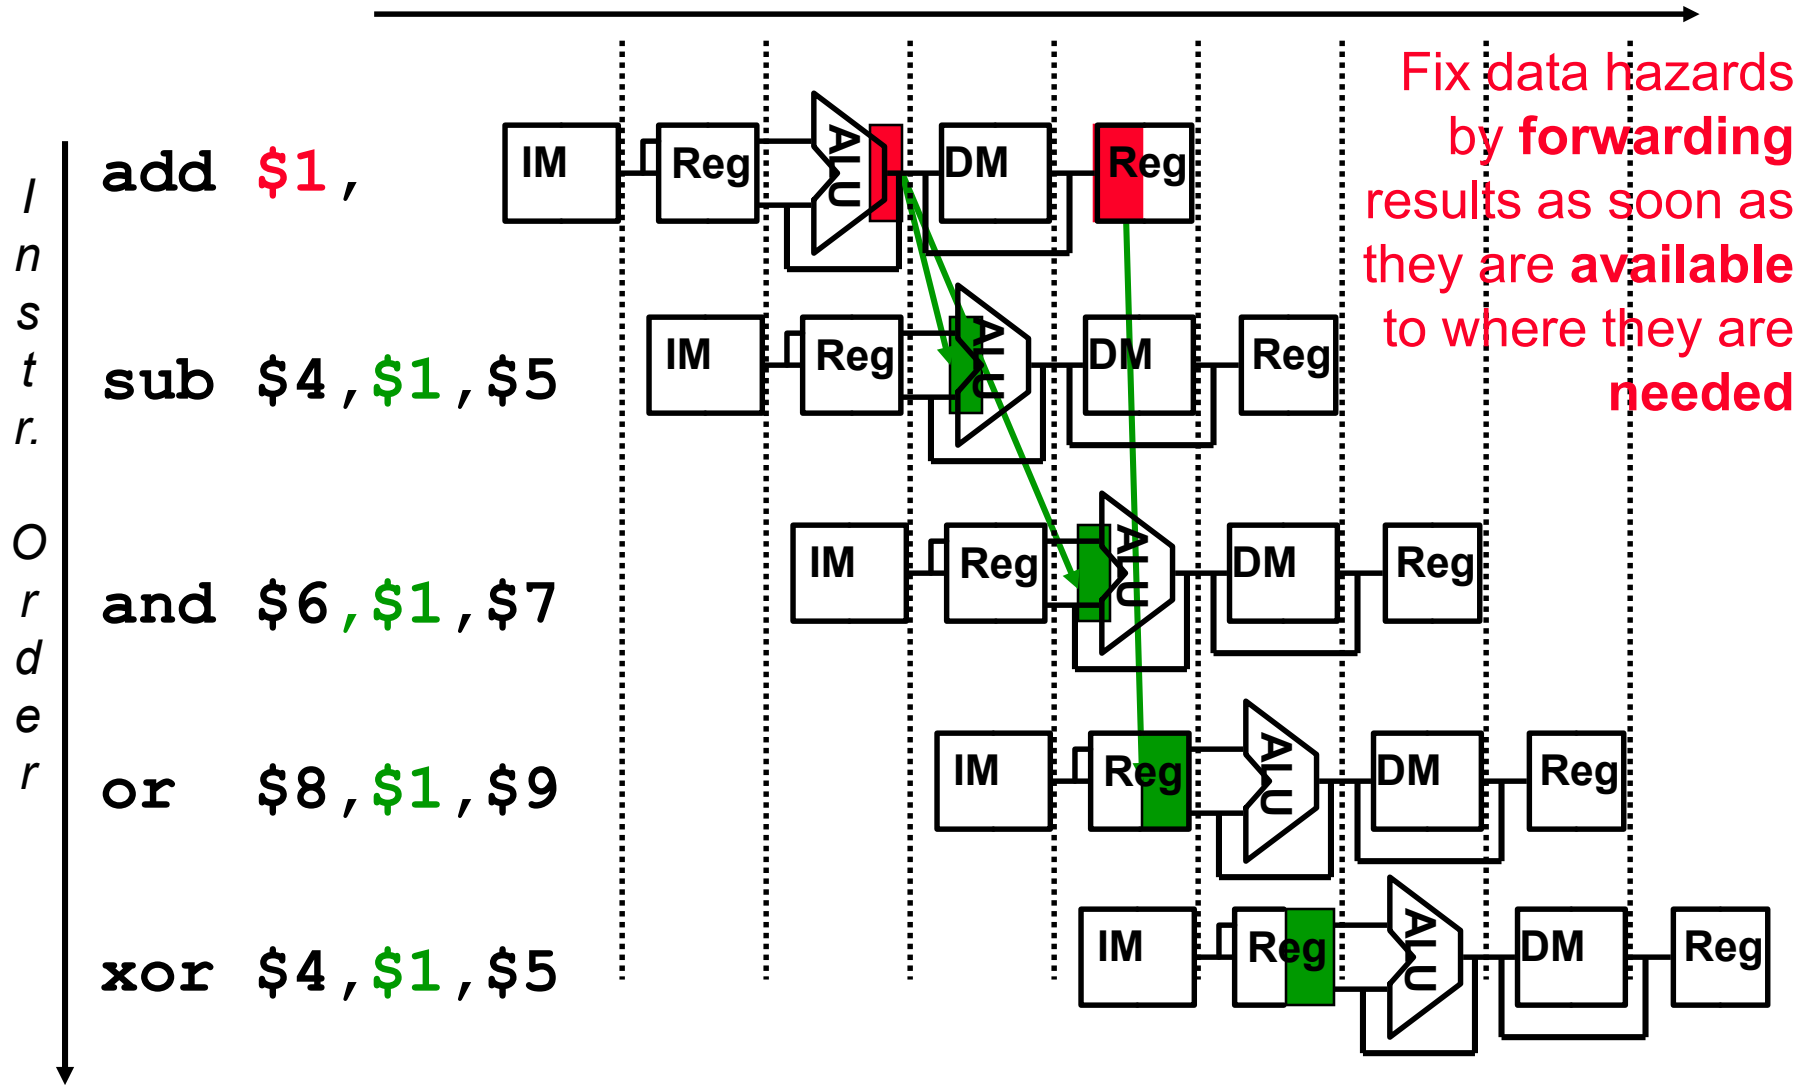 Fix data hazards
by forwarding
results as soon as
they are available
to where they are
needed
Instr. Order
add $1,
IM Reg ALU DM Reg
sub $4,$1,$5
IM Reg ALU DM Reg
and $6,$1,$7
IM Reg ALU DM Reg
or $8,$1,$9
IM Reg ALU DM Reg
xor $4,$1,$5
IM Reg ALU DM Reg